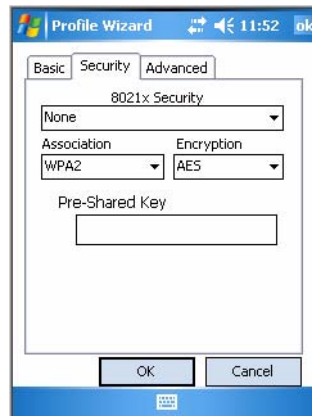 Profile Wizard 11:52 ok
Basic Security Advanced
8021x Security
None
Association Encryption
WPA2 AES
Pre-Shared Key
OK Cancel